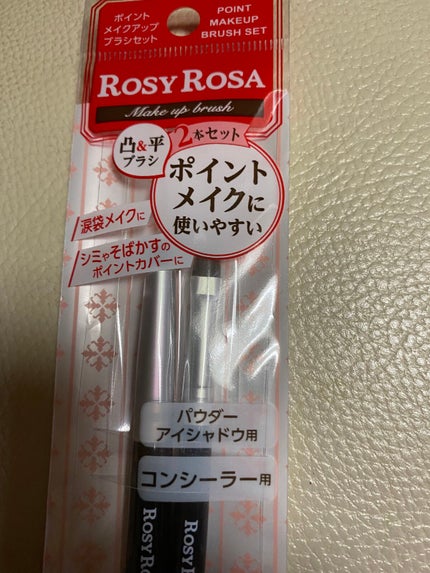 ポイント
メイクアップ
ブラシセット
POINT
MAKEUP
BRUSH SET
ROSY ROSA
Make up brush
凸&平
ブラシ
2本セット
ポイント
メイクに
使いやすい
涙袋メイクに
シミやそばかすの
ポイントカバーに
パウダー
アイシャドウ用
コンシーラー用
ROSY RO
ROSY R